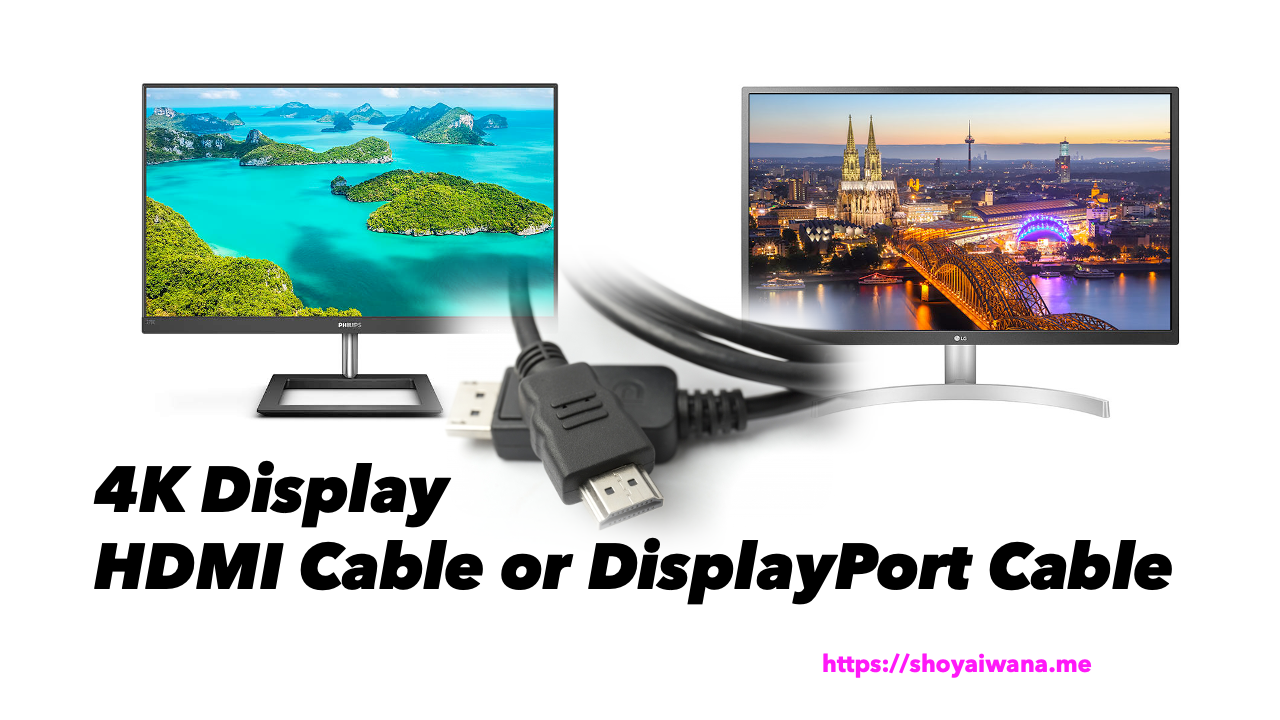 PHILIPS
LG
4K Display
HDMI Cable or DisplayPort Cable
https://shoyaiwana.me